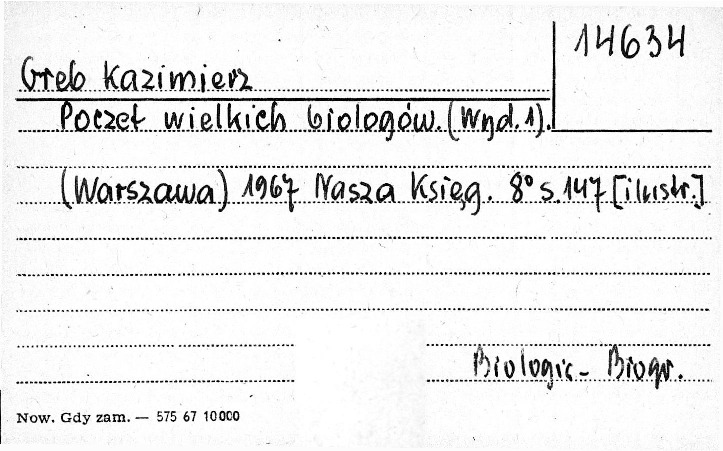 14634
Greb Kazimierz
Poczet wielkich biologów. (Wyd. 1).
(Warszawa) 1967 Nasza Księg. 8° s. 147 [ilustr.]
Biologic - Biogr.
Now. Gdy zam. — 575 67 10000